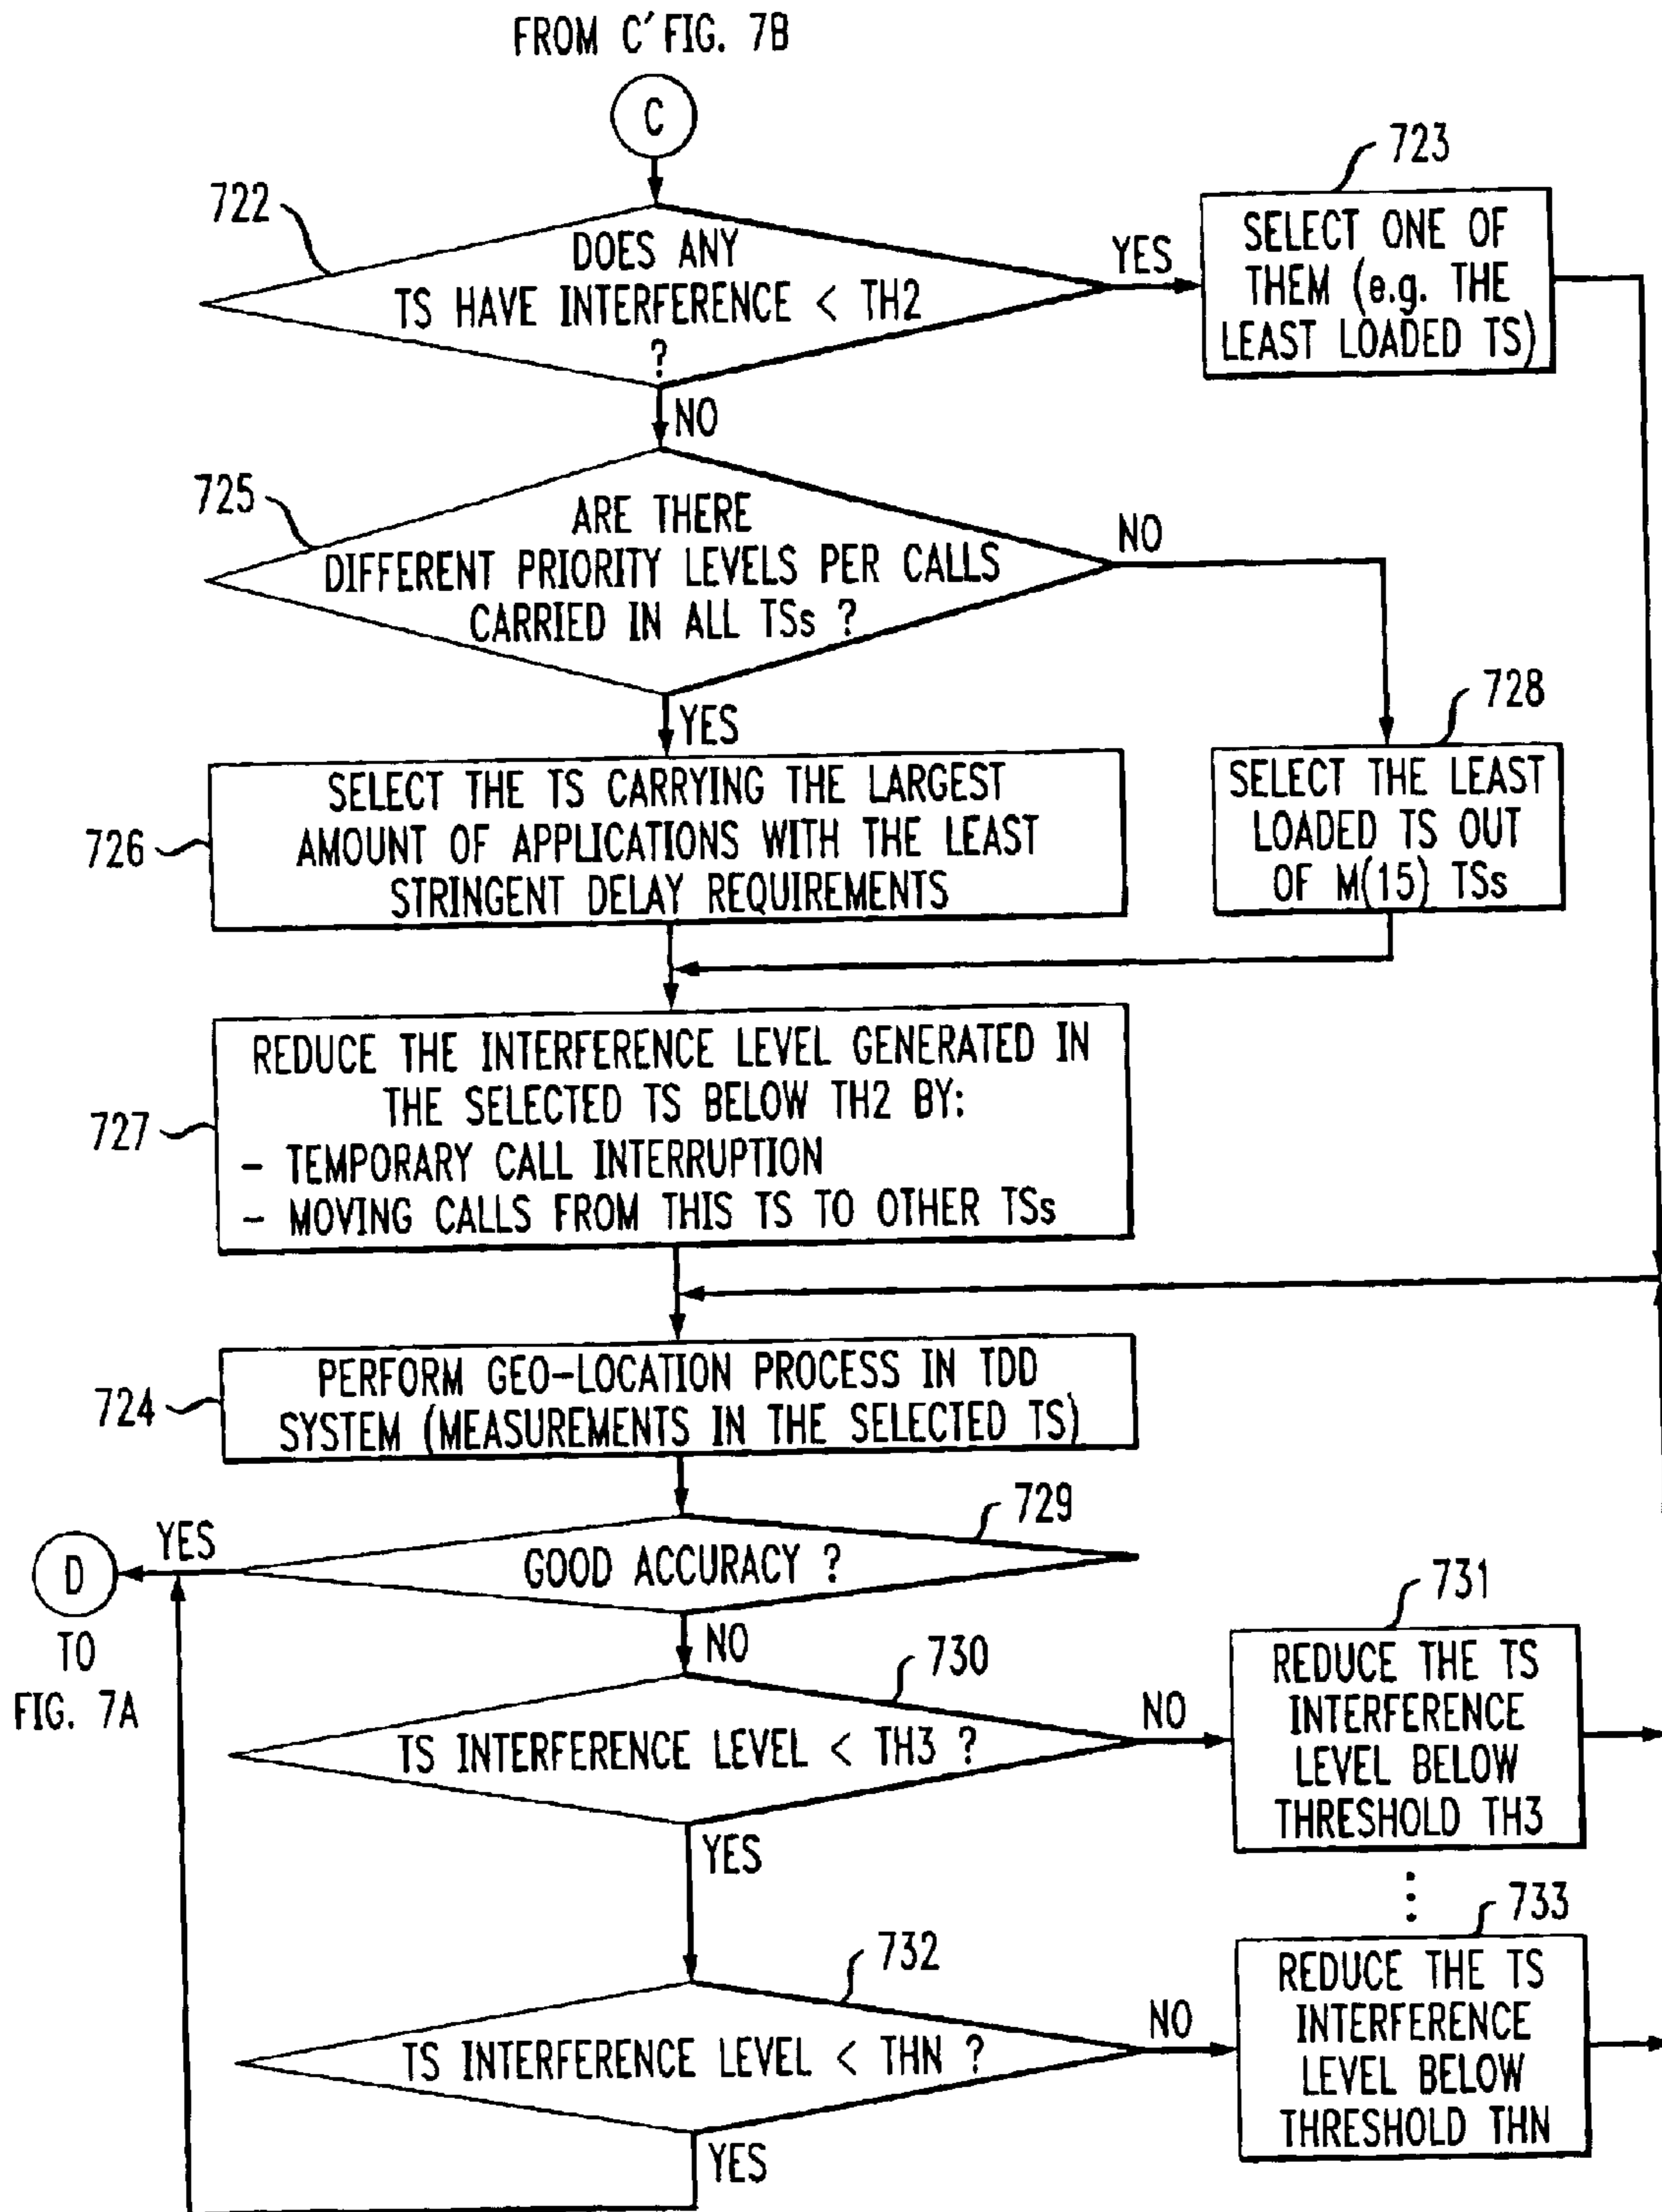 FROM C' FIG. 7B
C
722
DOES ANY
TS HAVE INTERFERENCE < TH2
?
YES
723
SELECT ONE OF
THEM (e.g. THE
LEAST LOADED TS)
NO
725
ARE THERE
DIFFERENT PRIORITY LEVELS PER CALLS
CARRIED IN ALL TSs ?
NO
YES
728
SELECT THE LEAST
LOADED TS OUT
OF M(15) TSs
726
SELECT THE TS CARRYING THE LARGEST
AMOUNT OF APPLICATIONS WITH THE LEAST
STRINGENT DELAY REQUIREMENTS
727
REDUCE THE INTERFERENCE LEVEL GENERATED IN
THE SELECTED TS BELOW TH2 BY:
- TEMPORARY CALL INTERRUPTION
- MOVING CALLS FROM THIS TS TO OTHER TSs
724
PERFORM GEO-LOCATION PROCESS IN TDD
SYSTEM (MEASUREMENTS IN THE SELECTED TS)
729
GOOD ACCURACY ?
YES
D
TO
FIG. 7A
NO
730
TS INTERFERENCE LEVEL < TH3 ?
NO
731
REDUCE THE TS
INTERFERENCE
LEVEL BELOW
THRESHOLD TH3
YES
732
TS INTERFERENCE LEVEL < THN ?
NO
733
REDUCE THE TS
INTERFERENCE
LEVEL BELOW
THRESHOLD THN
YES